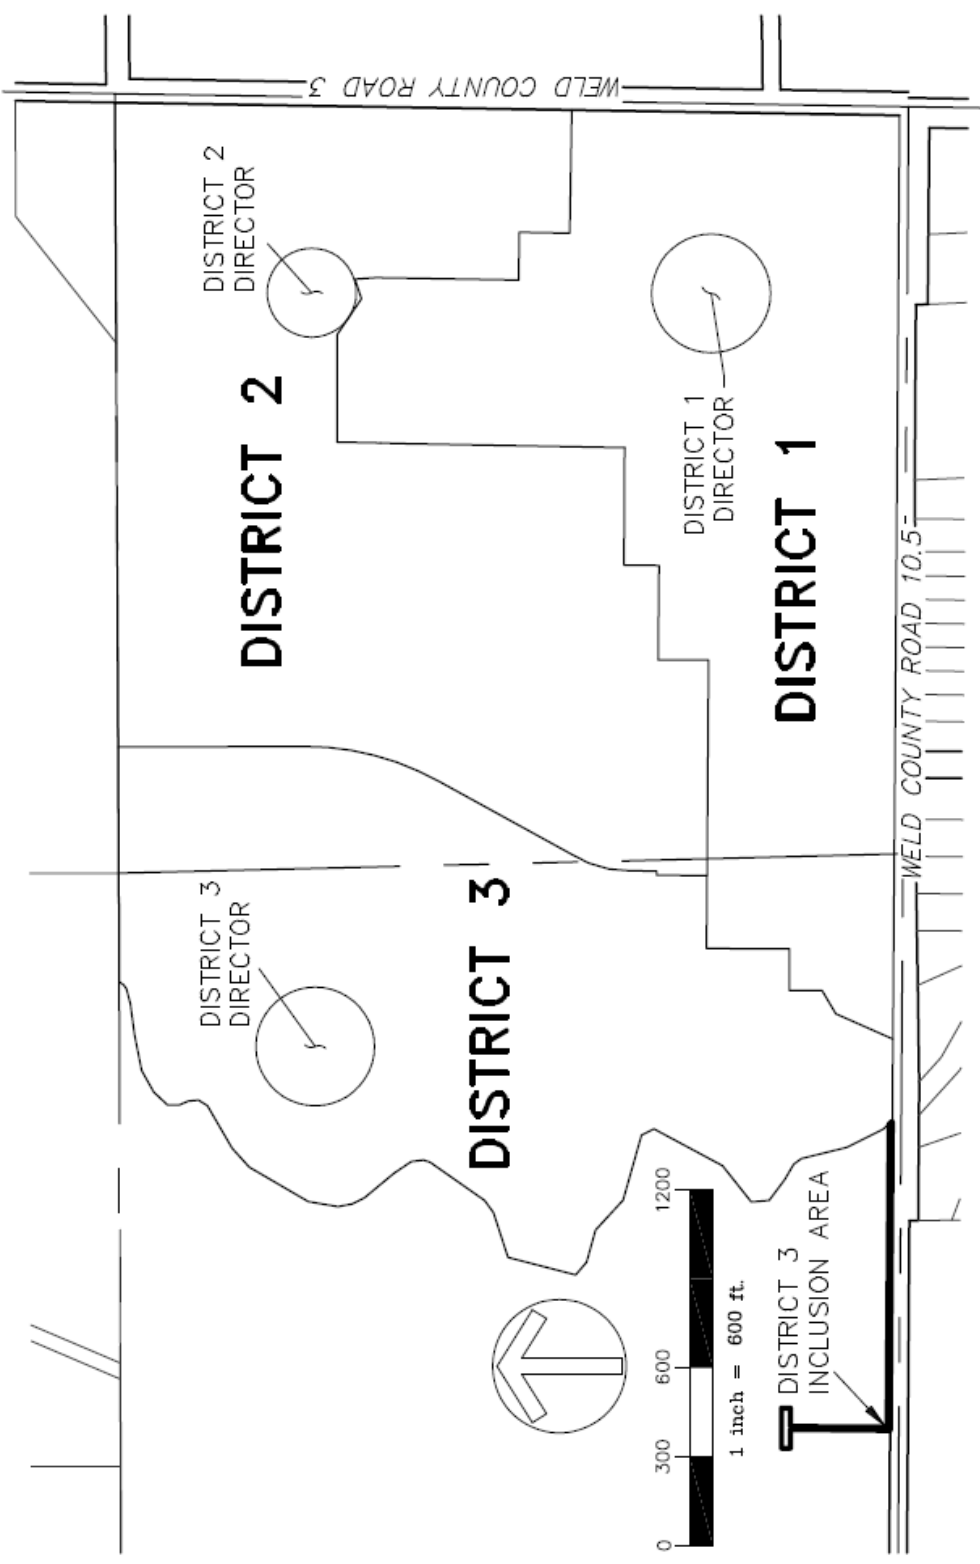 WELD COUNTY ROAD 3
DISTRICT 2
DIRECTOR
DISTRICT 2
DISTRICT 1
DIRECTOR
DISTRICT 1
WELD COUNTY ROAD 10.5
DISTRICT 3
DIRECTOR
DISTRICT 3
0
300
600
1200
1 inch = 600 ft.
DISTRICT 3
INCLUSION AREA